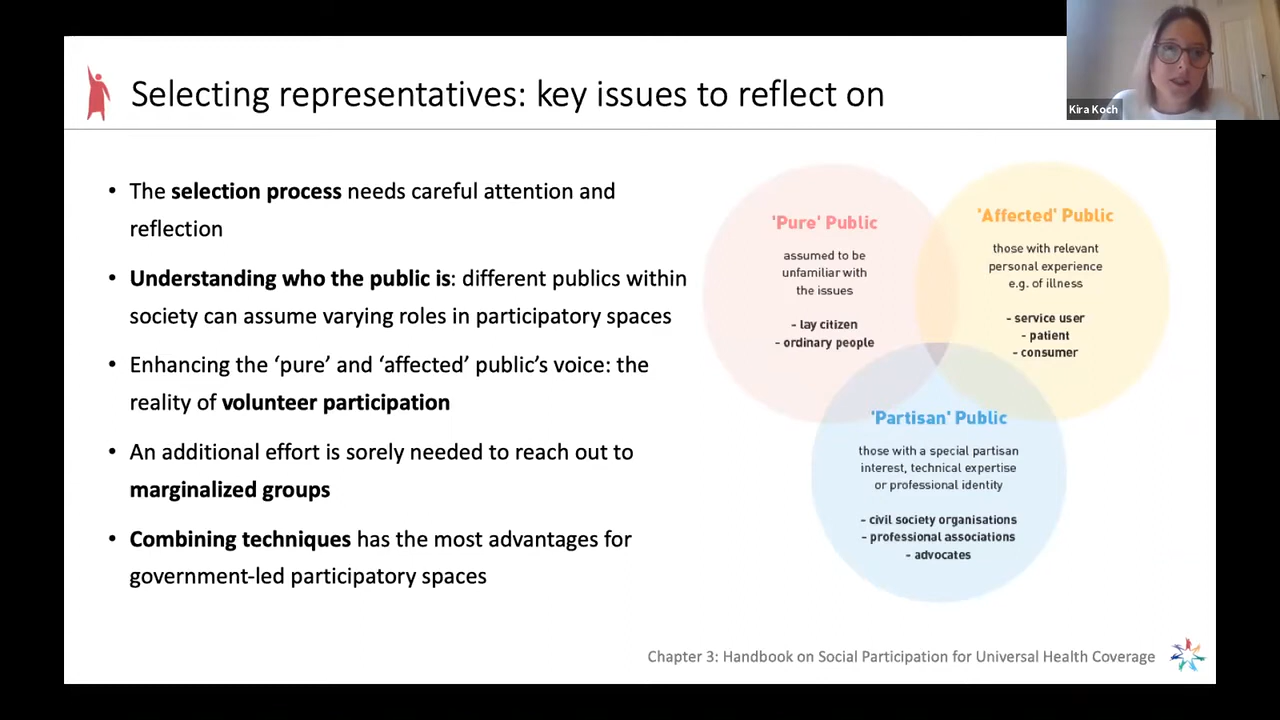 Selecting representatives: key issues to reflect on
Kira Koch
• The selection process needs careful attention and
reflection
• Understanding who the public is: different publics within
society can assume varying roles in participatory spaces
• Enhancing the ‘pure’ and ‘affected’ public’s voice: the
reality of volunteer participation
• An additional effort is sorely needed to reach out to
marginalized groups
• Combining techniques has the most advantages for
government-led participatory spaces
'Pure' Public
assumed to be
unfamiliar with
the issues
- lay citizen
- ordinary people
'Affected' Public
those with relevant
personal experience
e.g. of illness
- service user
- patient
- consumer
'Partisan' Public
those with a special partisan
interest, technical expertise
or professional identity
- civil society organisations
- professional associations
- advocates
Chapter 3: Handbook on Social Participation for Universal Health Coverage